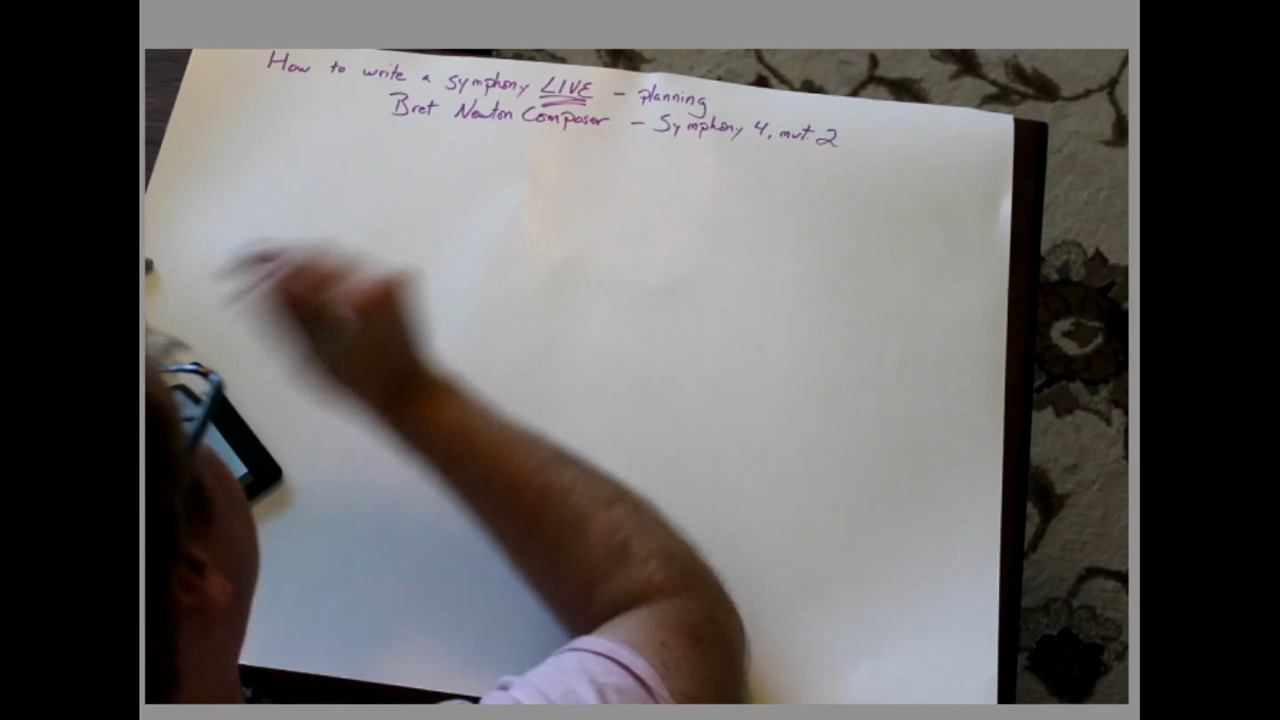 How to write a symphony LIVE - planning
Bret Newton Composer - Symphony 4, mvt. 2